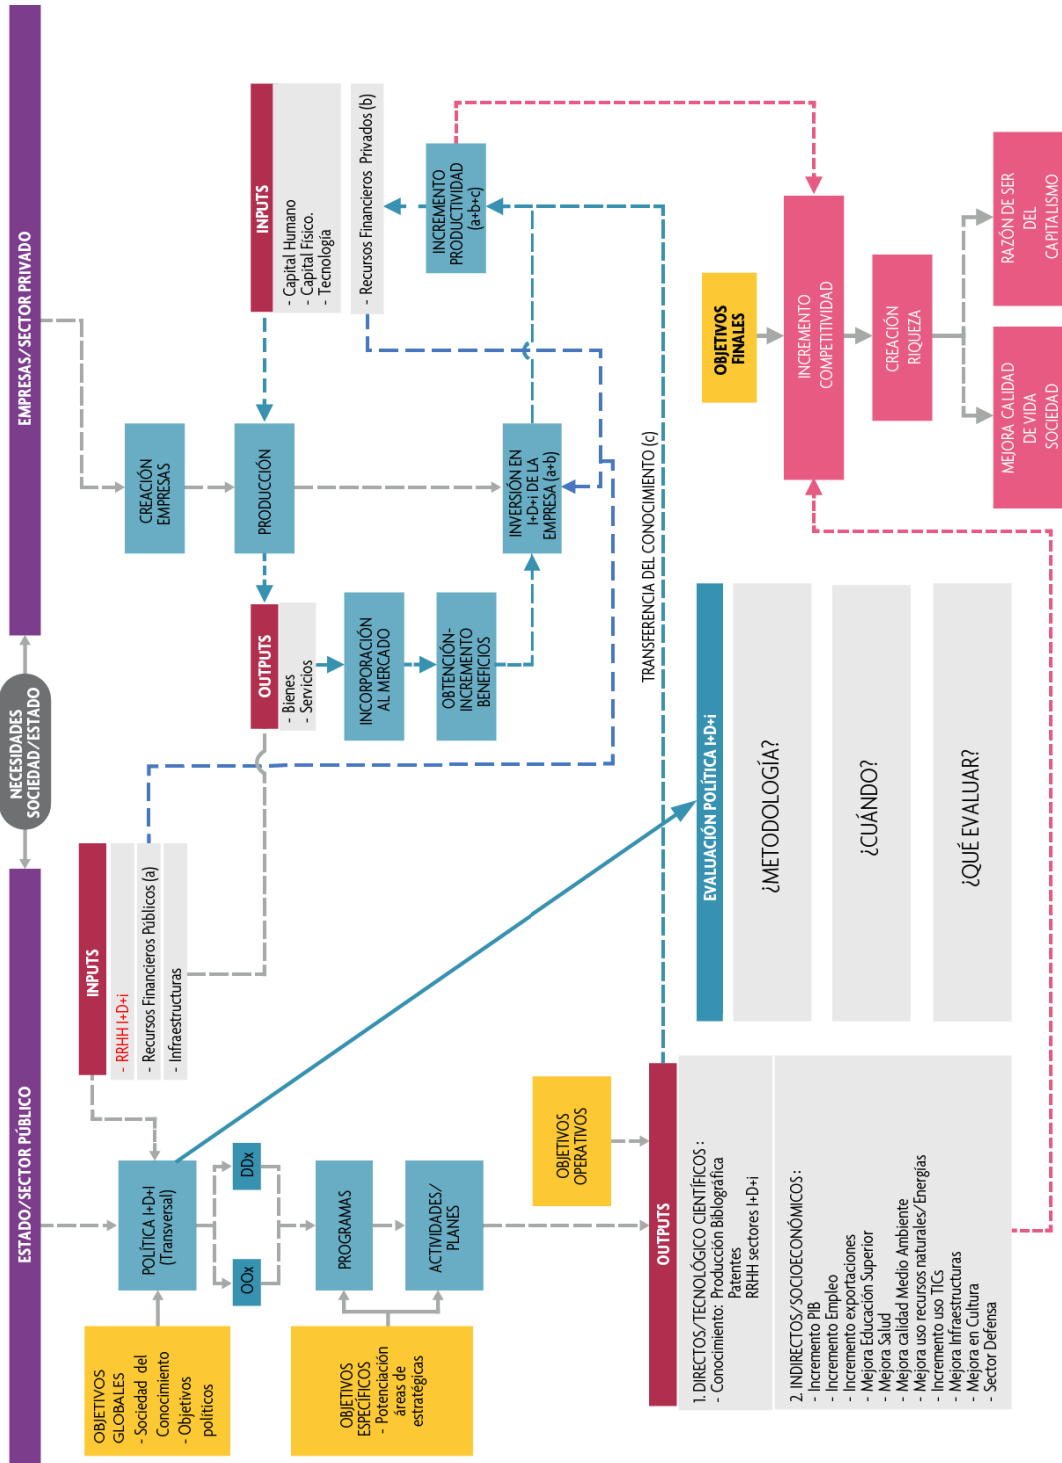 NECESIDADES
SOCIEDAD/ESTADO
ESTADO/SECTOR PÚBLICO
EMPRESAS/SECTOR PRIVADO
OBJETIVOS
GLOBALES
- Sociedad del
Conocimiento
- Objetivos
políticos
POLÍTICA I+D+I
(Transversal)
INPUTS
- RRHH I+D+i
- Recursos Financieros Públicos (a)
- Infraestructuras
OOx
DDx
OBJETIVOS
ESPECÍFICOS
- Potenciación
áreas de
estratégicas
PROGRAMAS
ACTIVIDADES/
PLANES
OBJETIVOS
OPERATIVOS
OUTPUTS
1. DIRECTOS/TECNOLÓGICO CIENTÍFICOS :
- Conocimiento: Producción Biblográfica
Patentes
RRHH sectores I+D+i
2. INDIRECTOS/SOCIOECONÓMICOS :
- Incremento PIB
- Incremento Empleo
- Incremento exportaciones
- Mejora Educación Superior
- Mejora Salud
- Mejora calidad Medio Ambiente
- Mejora uso recursos naturales/Energías
- Incremento uso TICs
- Mejora Infraestructuras
- Mejora en Cultura
- Sector Defensa
CREACIÓN
EMPRESAS
PRODUCCIÓN
INPUTS
- Capital Humano
- Capital Físico.
- Tecnología
- Recursos Financieros Privados (b)
OUTPUTS
- Bienes
- Servicios
INCORPORACIÓN
AL MERCADO
OBTENCIÓN-
INCREMENTO
BENEFICIOS
INVERSIÓN EN
I+D+i DE LA
EMPRESA (a+b)
INCREMENTO
PRODUCTIVIDAD
(a+b+c)
TRANSFERENCIA DEL CONOCIMIENTO (c)
EVALUACIÓN POLÍTICA I+D+i
¿METODOLOGÍA?
¿CUÁNDO?
¿QUÉ EVALUAR?
OBJETIVOS
FINALES
INCREMENTO
COMPETITIVIDAD
CREACIÓN
RIQUEZA
MEJORA CALIDAD
DE VIDA
SOCIEDAD
RAZÓN DE SER
DEL
CAPITALISMO